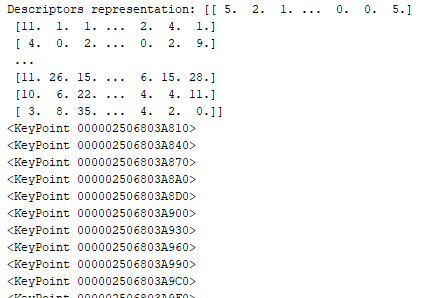 Descriptors representation: [[ 5. 2. 1. ... 0. 0. 5.]
[11. 1. 1. ... 2. 4. 1.]
[ 4. 0. 2. ... 0. 2. 9.]
...
[11. 26. 15. ... 6. 15. 28.]
[10. 6. 22. ... 4. 4. 11.]
[ 3. 8. 35. ... 4. 2. 0.]]
<KeyPoint 000002506803A810>
<KeyPoint 000002506803A840>
<KeyPoint 000002506803A870>
<KeyPoint 000002506803A8A0>
<KeyPoint 000002506803A8D0>
<KeyPoint 000002506803A900>
<KeyPoint 000002506803A930>
<KeyPoint 000002506803A960>
<KeyPoint 000002506803A990>
<KeyPoint 000002506803A9C0>
<KeyPoint 000002506803A9F0>